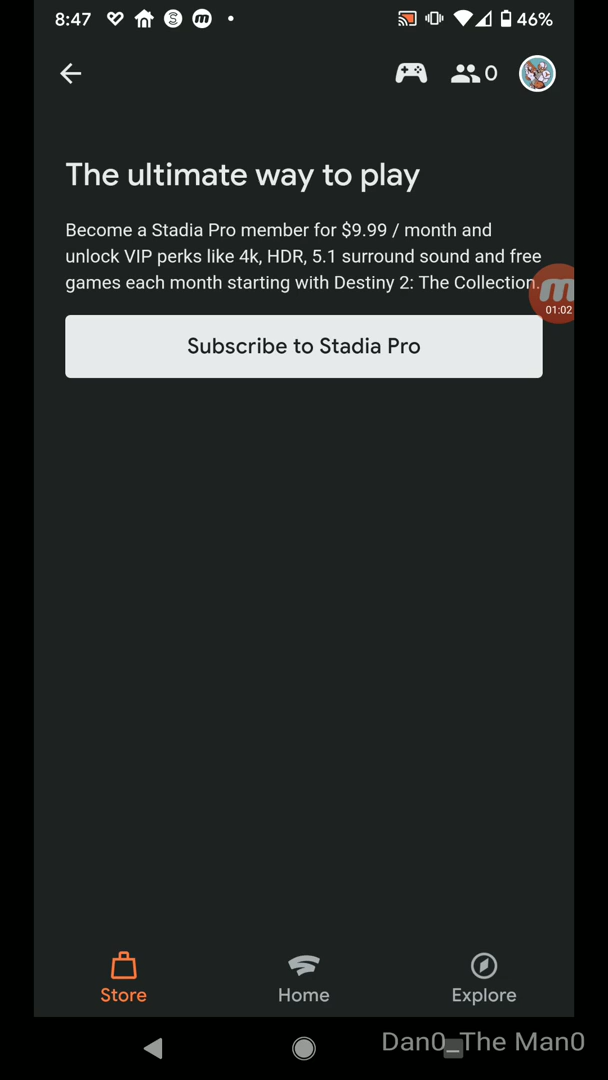 8:47
46%
0
The ultimate way to play
Become a Stadia Pro member for $9.99 / month and
unlock VIP perks like 4k, HDR, 5.1 surround sound and free
games each month starting with Destiny 2: The Collection.
01:02
Subscribe to Stadia Pro
Store
Home
Explore
Dan0_The Man0